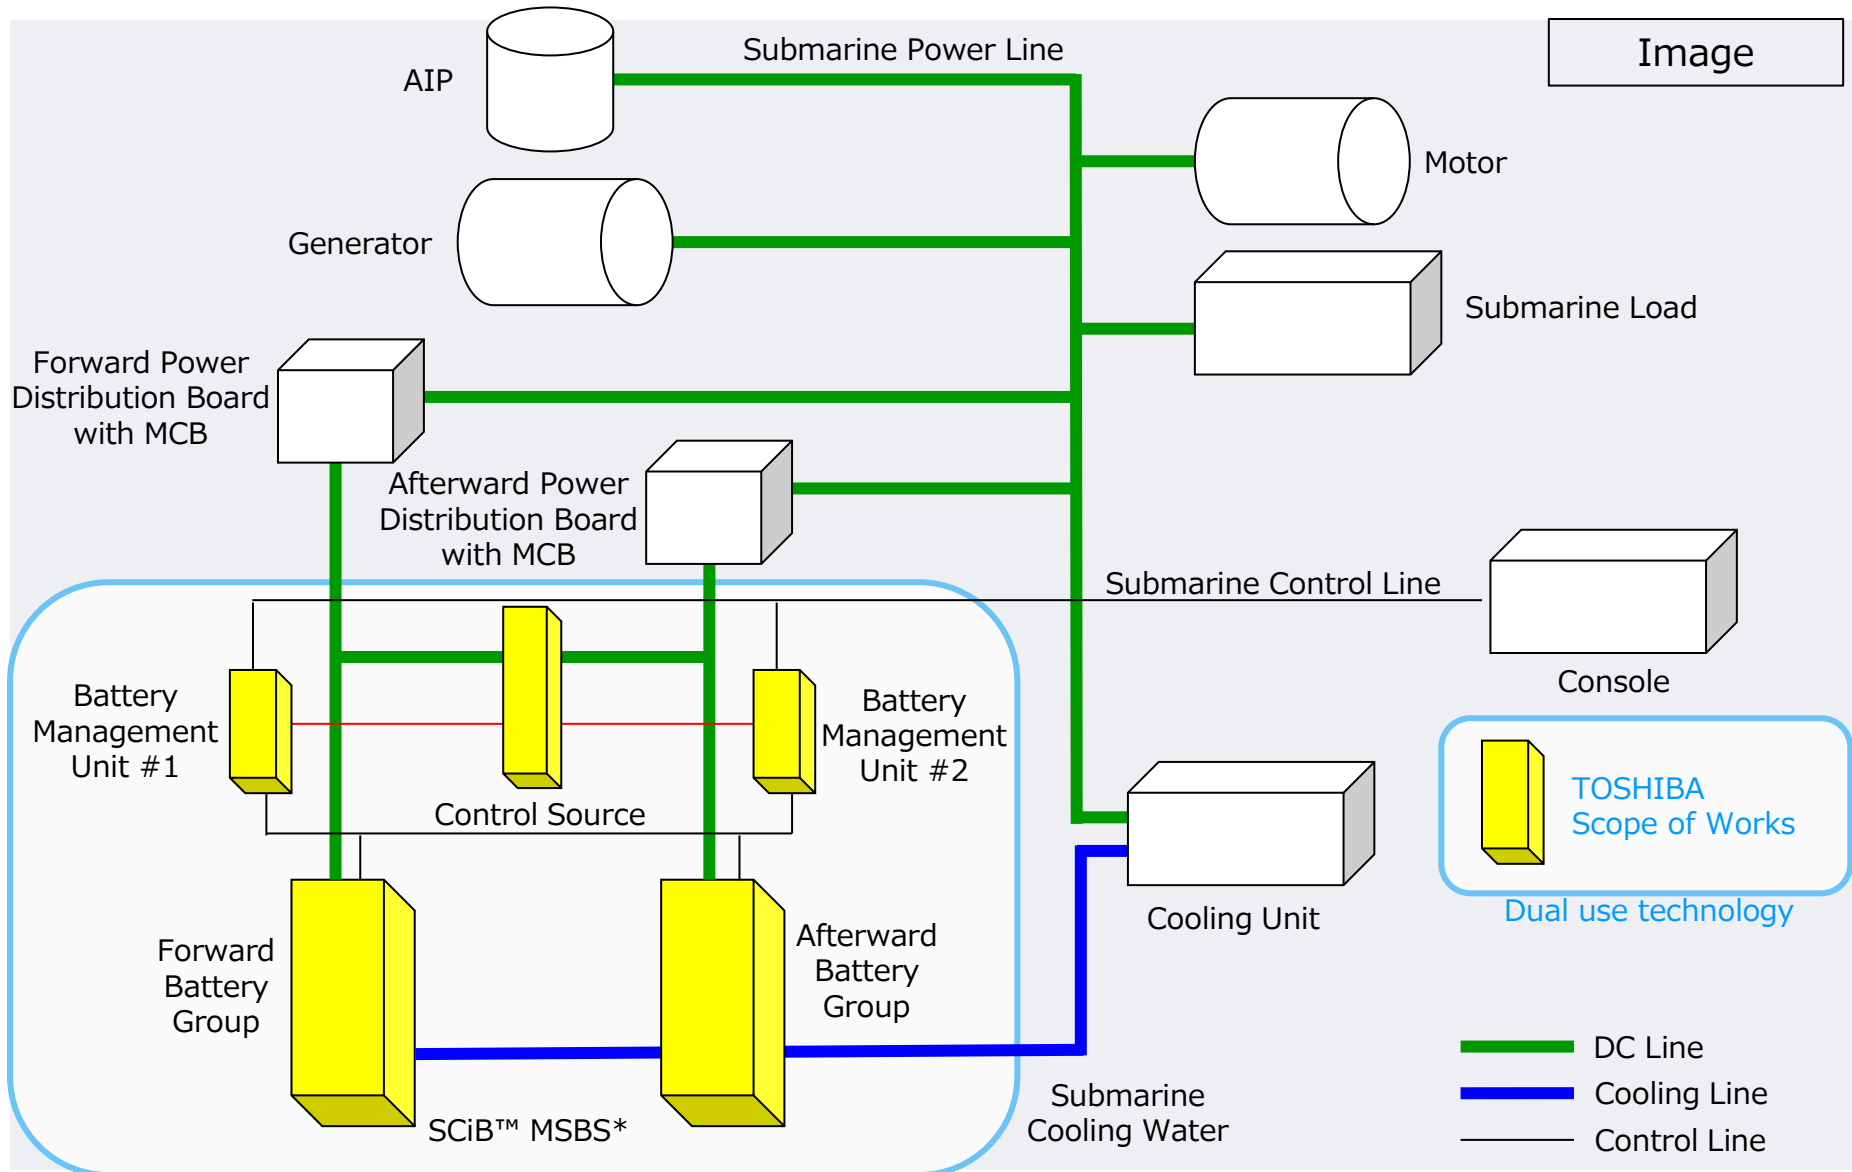 Image
Submarine Power Line
AIP
Motor
Generator
Submarine Load
Forward Power
Distribution Board
with MCB
Afterward Power
Distribution Board
with MCB
Submarine Control Line
Console
Battery
Management
Unit #1
Battery
Management
Unit #2
Control Source
TOSHIBA
Scope of Works
Dual use technology
Cooling Unit
Forward
Battery
Group
Afterward
Battery
Group
SCiB™ MSBS*
Submarine
Cooling Water
DC Line
Cooling Line
Control Line